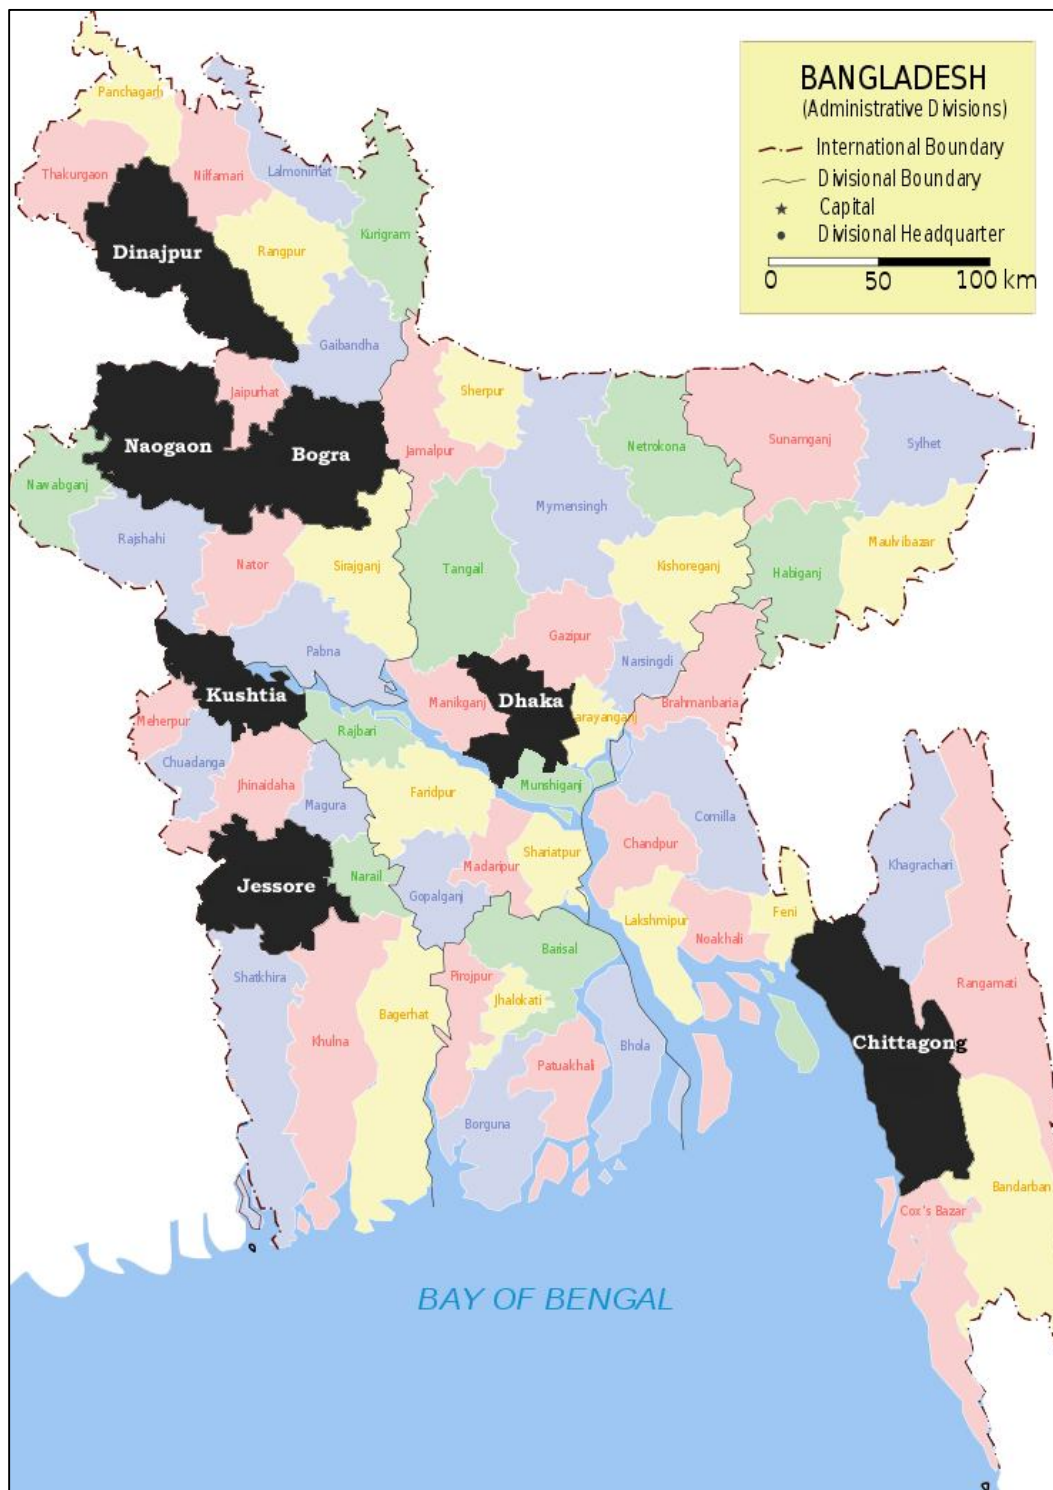 BANGLADESH
(Administrative Divisions)
International Boundary
Divisional Boundary
Capital
Divisional Headquarter
0 50 100 km
Panchagarh
Thakurgaon
Nilfamari
Lalmonirhat
Kurigram
Dinajpur
Rangpur
Gaibandha
Jaipurhat
Sherpur
Naogaon
Bogra
Jamalpur
Netrokona
Sunamganj
Sylhet
Nawabganj
Mymensingh
Rajshahi
Nator
Sirajganj
Tangail
Kishoreganj
Habiganj
Maulvibazar
Pabna
Gazipur
Narsingdi
Kushtia
Manikganj
Dhaka
Brahmanbaria
Meherpur
Rajbari
arayanganj
Chuadanga
Jhinaidaha
Magura
Faridpur
Munshiganj
Comilla
Chandpur
Shariatpur
Madaripur
Khagrachari
Jessore
Narail
Gopalganj
Lakshmipur
Noakhali
Feni
Barisal
Shatkhira
Pirojpur
Jhalokati
Rangamati
Bagerhat
Khulna
Bhola
Patuakhali
Chittagong
Borguna
Bandarban
Cox's Bazar
BAY OF BENGAL